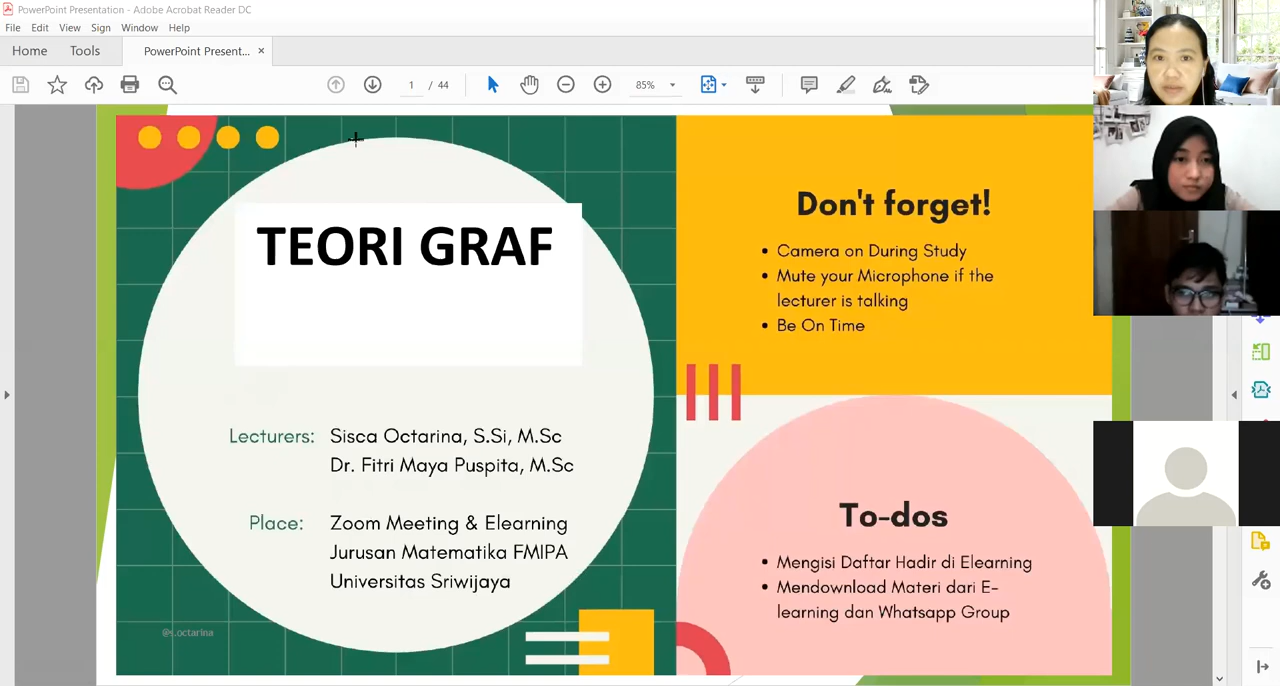 PowerPoint Presentation - Adobe Acrobat Reader DC
File Edit View Sign Window Help
Home Tools PowerPoint Present... ×
1 / 44 85%
TEORI GRAF
Lecturers: Sisca Octarina, S.Si, M.Sc
Dr. Fitri Maya Puspita, M.Sc
Place: Zoom Meeting & Elearning
Jurusan Matematika FMIPA
Universitas Sriwijaya
@s.octarina
Don't forget!
• Camera on During Study
• Mute your Microphone if the
lecturer is talking
• Be On Time
To-dos
• Mengisi Daftar Hadir di Elearning
• Mendownload Materi dari E-
learning dan Whatsapp Group